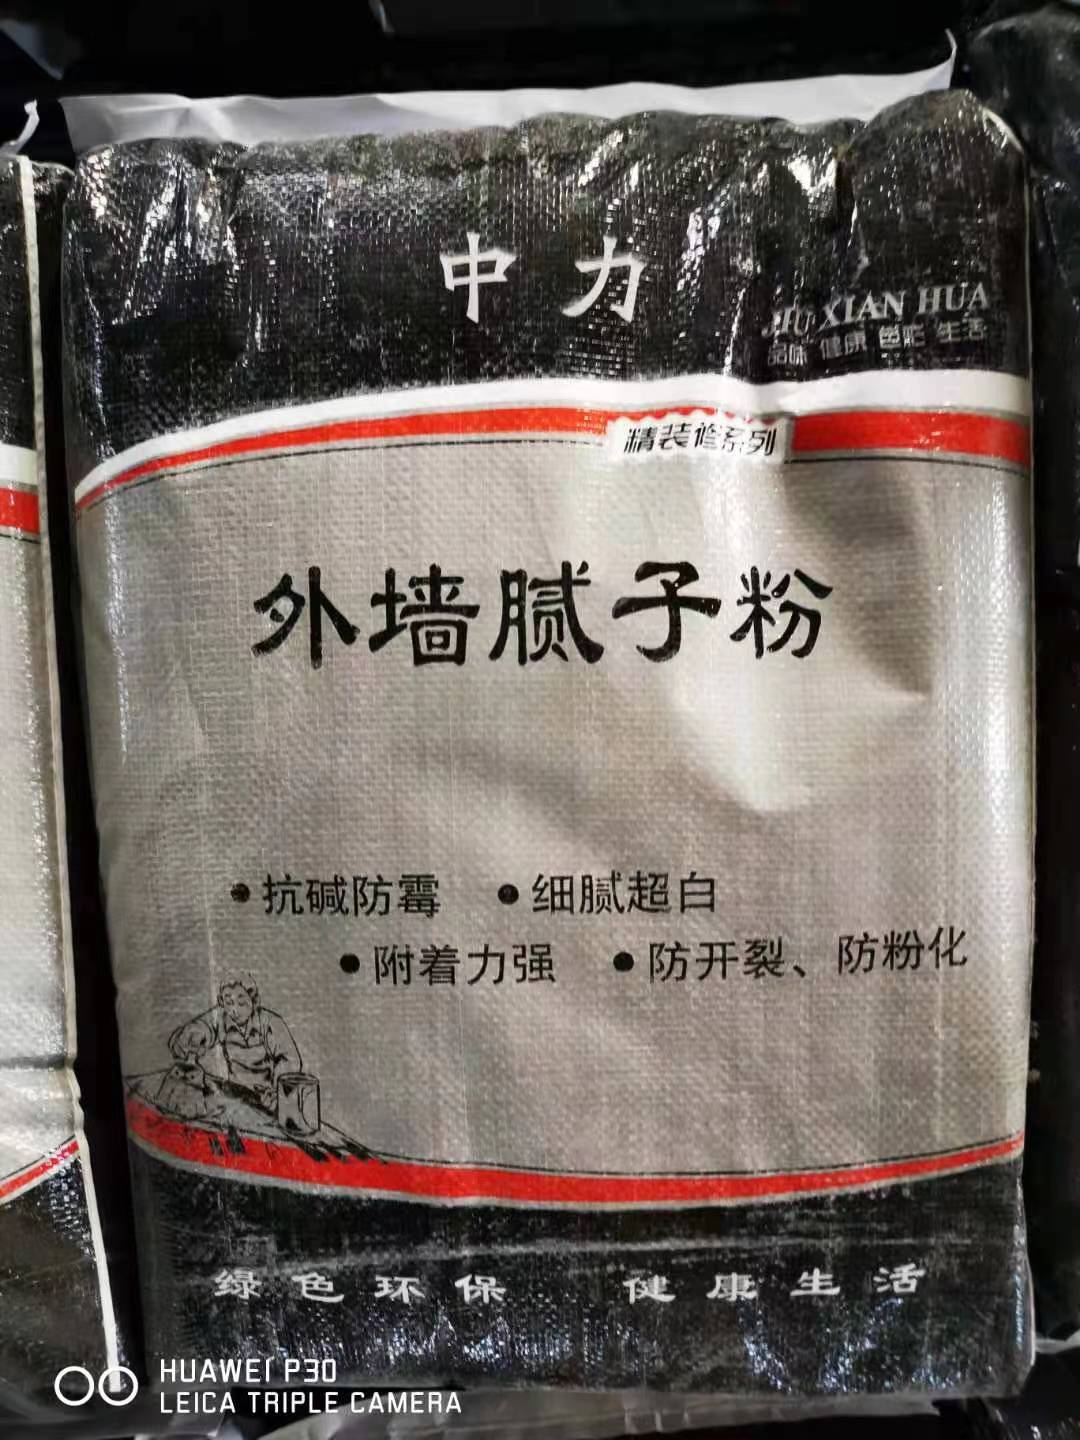 中力
JIU XIAN HUA
品味 健康 色彩 生活
精装修系列
外墙腻子粉
• 抗碱防霉 • 细腻超白
• 附着力强 • 防开裂、防粉化
绿色环保 健康生活
HUAWEI P30
LEICA TRIPLE CAMERA